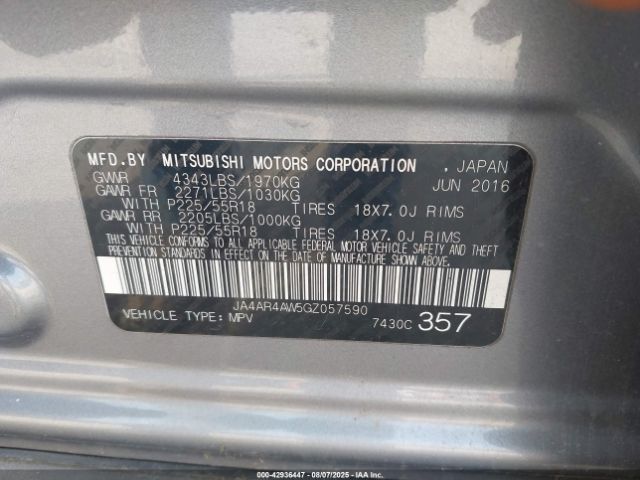 MFD.BY MITSUBISHI MOTORS CORPORATION , JAPAN
GVWR 4343LBS/1970KG JUN 2016
GAWR FR 2271LBS/1030KG
WITH P225/55R18 TIRES 18X7.0J RIMS
GAWR RR 2205LBS/1000KG
WITH P225/55R18 TIRES 18X7.0J RIMS
THIS VEHICLE CONFORMS TO ALL APPLICABLE FEDERAL MOTOR VEHICLE SAFETY AND THEFT
PREVENTION STANDARDS IN EFFECT ON THE DATE OF MANUFACTURE SHOWN ABOVE.
JA4AR4AW5GZ057590
VEHICLE TYPE: MPV 7430C 357
000-42936447 - 08/07/2025 - IAAI.COM